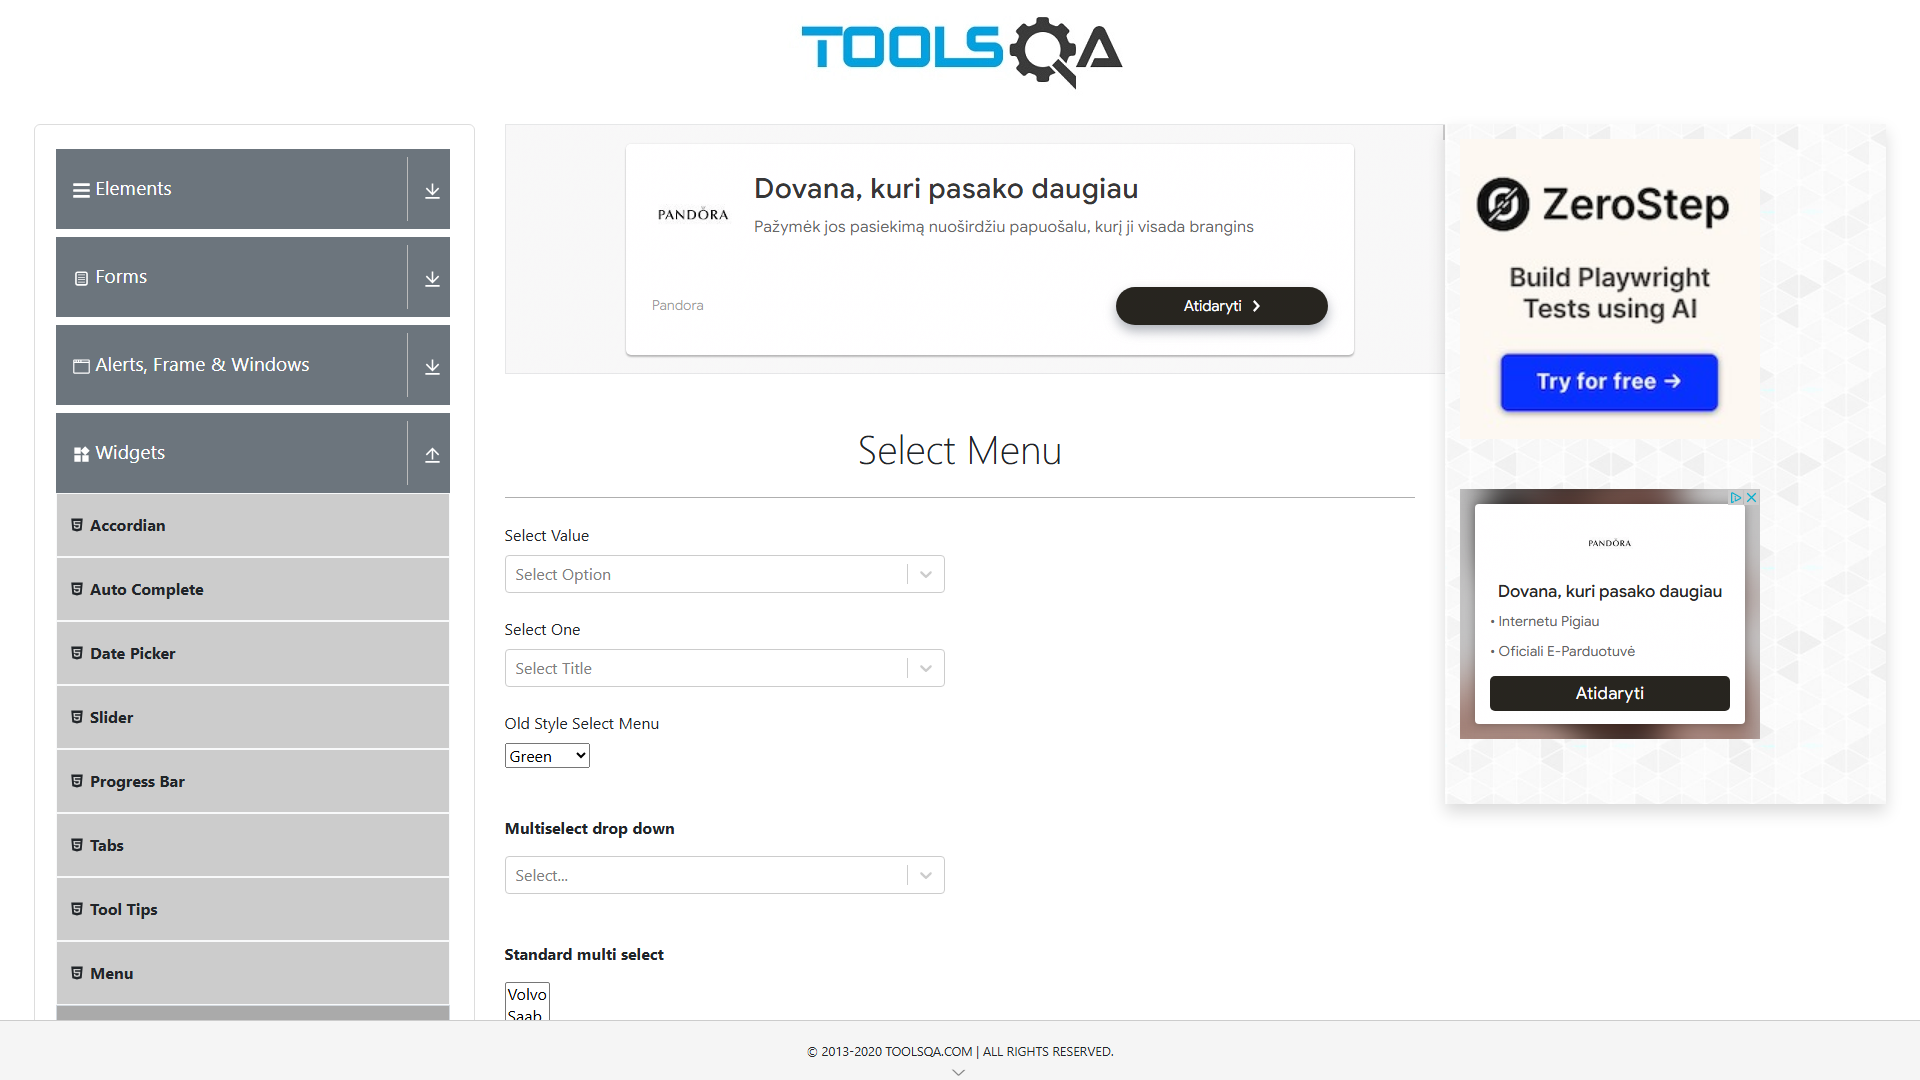 TOOLSQA
Elements
Forms
Alerts, Frame & Windows
Widgets
Accordian
Auto Complete
Date Picker
Slider
Progress Bar
Tabs
Tool Tips
Menu
PANDÖRA
Dovana, kuri pasako daugiau
Pažymėk jos pasiekimą nuoširdžiu papuošalu, kurį ji visada brangins
Pandora
Atidaryti
Select Menu
Select Value
Select Option
Select One
Select Title
Old Style Select Menu
Green
Multiselect drop down
Select...
Standard multi select
Volvo
Saab
ZeroStep
Build Playwright
Tests using AI
Try for free →
PANDÖRA
Dovana, kuri pasako daugiau
• Internetu Pigiau
• Oficiali E-Parduotuvė
Atidaryti
© 2013-2020 TOOLSQA.COM | ALL RIGHTS RESERVED.